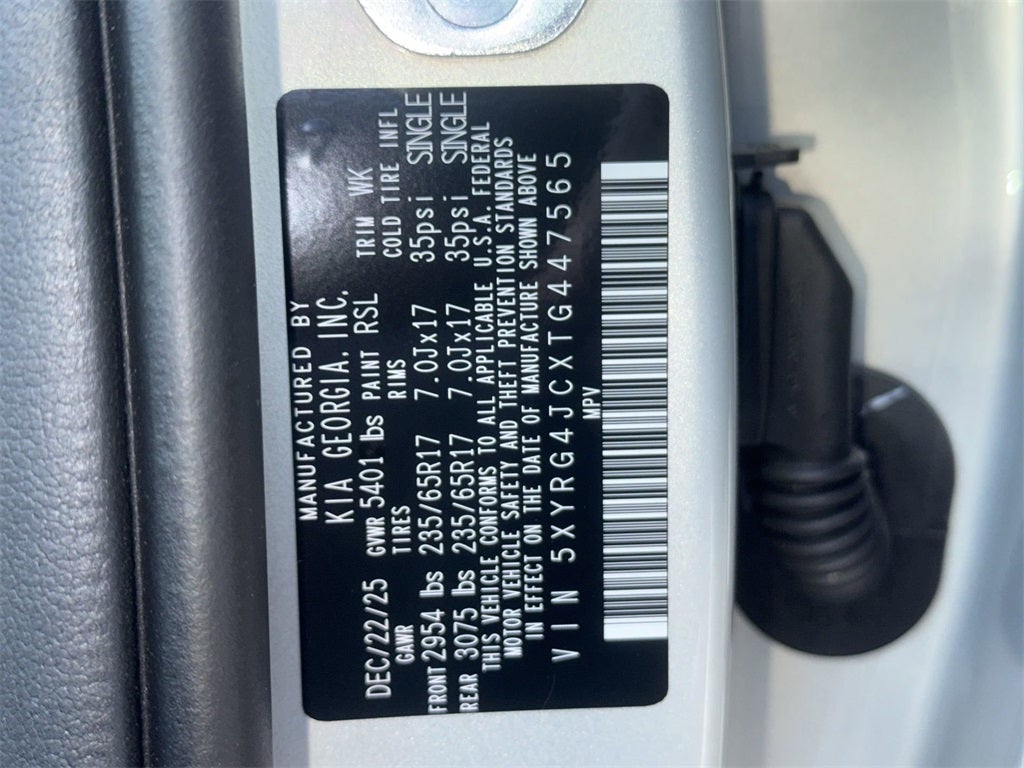 MANUFACTURED BY
KIA GEORGIA, INC.
DEC/22/25 GVWR 5401 lbs PAINT RSL TRIM WK
GAWR TIRES RIMS COLD TIRE INFL
FRONT 2954 lbs 235/65R17 7.0Jx17 35psi SINGLE
REAR 3075 lbs 235/65R17 7.0Jx17 35psi SINGLE
THIS VEHICLE CONFORMS TO ALL APPLICABLE U.S.A. FEDERAL
MOTOR VEHICLE SAFETY AND THEFT PREVENTION STANDARDS
IN EFFECT ON THE DATE OF MANUFACTURE SHOWN ABOVE
VIN 5XYRG4JCXTG447565
MPV